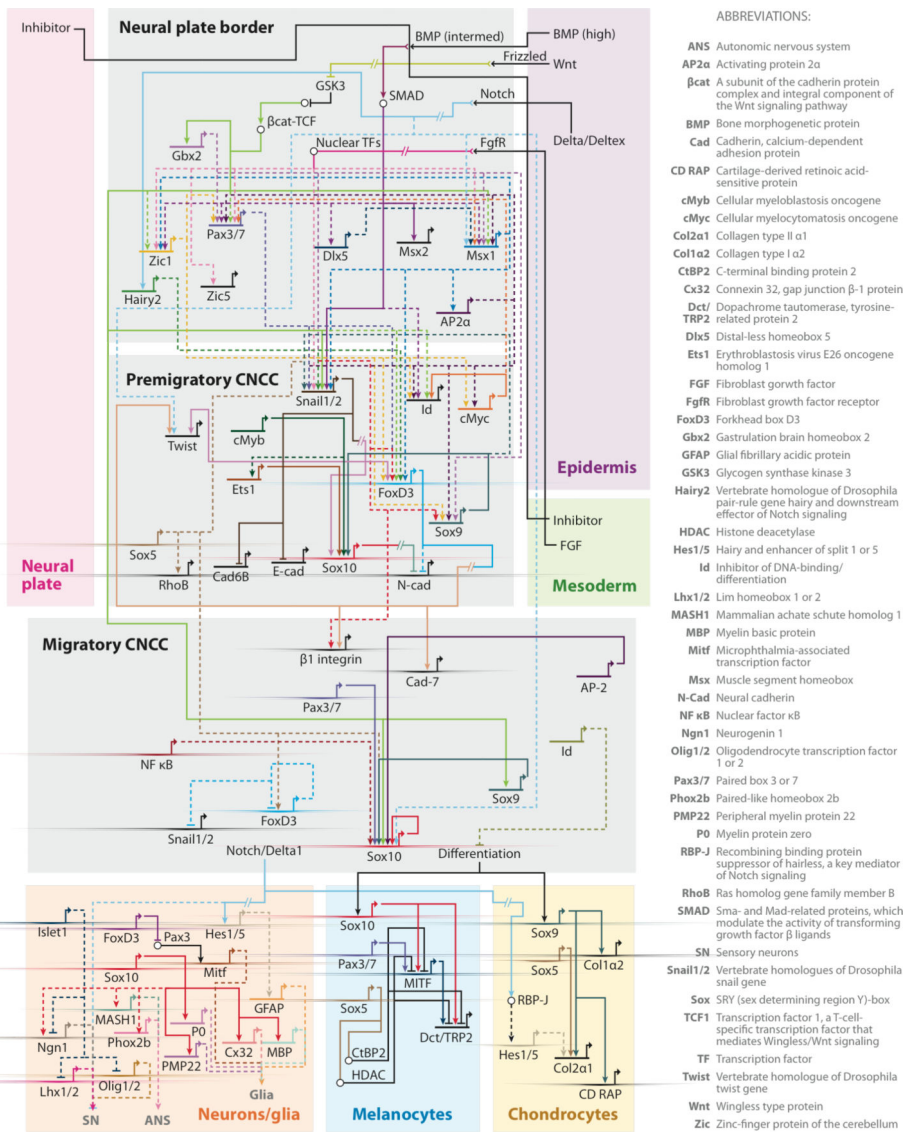 Inhibitor
Neural plate border
BMP (intermed)
BMP (high)
Frizzled
Wnt
GSK3
SMAD
Notch
βcat-TCF
Delta/Deltex
Nuclear TFs
FgfR
Gbx2
Pax3/7
Zic1
Dlx5
Msx2
Msx1
Hairy2
Zic5
AP2α
Premigratory CNCC
Snail1/2
Id
cMyc
Twist
cMyb
Epidermis
Ets1
FoxD3
Sox9
Inhibitor
Sox5
FGF
Neural
plate
RhoB
Cad6B
E-cad
Sox10
N-cad
Mesoderm
Migratory CNCC
β1 integrin
Cad-7
AP-2
Pax3/7
Id
NF κB
Sox9
FoxD3
Snail1/2
Notch/Delta1
Sox10
Differentiation
Islet1
FoxD3
Pax3
Hes1/5
Mitf
Sox10
GFAP
MASH1
Phox2b
P0
Ngn1
Cx32
MBP
PMP22
Lhx1/2
Olig1/2
Glia
SN
ANS
Neurons/glia
Sox10
Pax3/7
MITF
Sox5
Dct/TRP2
CtBP2
HDAC
Melanocytes
Sox9
Sox5
Col1α2
RBP-J
Hes1/5
Col2α1
CD RAP
Chondrocytes
ABBREVIATIONS:
ANS Autonomic nervous system
AP2α Activating protein 2α
βcat A subunit of the cadherin protein
complex and integral component of
the Wnt signaling pathway
BMP Bone morphogenetic protein
Cad Cadherin, calcium-dependent
adhesion protein
CD RAP Cartilage-derived retinoic acid-
sensitive protein
cMyb Cellular myeloblastosis oncogene
cMyc Cellular myelocytomatosis oncogene
Col2α1 Collagen type II α1
Col1α2 Collagen type I α2
CtBP2 C-terminal binding protein 2
Cx32 Connexin 32, gap junction β-1 protein
Dct/ Dopachrome tautomerase, tyrosine-
TRP2 related protein 2
Dlx5 Distal-less homeobox 5
Ets1 Erythroblastosis virus E26 oncogene
homolog 1
FGF Fibroblast gorwth factor
FgfR Fibroblast growth factor receptor
FoxD3 Forkhead box D3
Gbx2 Gastrulation brain homeobox 2
GFAP Glial fibrillary acidic protein
GSK3 Glycogen synthase kinase 3
Hairy2 Vertebrate homologue of Drosophila
pair-rule gene hairy and downstream
effector of Notch signaling
HDAC Histone deacetylase
Hes1/5 Hairy and enhancer of split 1 or 5
Id Inhibitor of DNA-binding/
differentiation
Lhx1/2 Lim homeobox 1 or 2
MASH1 Mammalian achate schute homolog 1
MBP Myelin basic protein
Mitf Microphthalmia-associated
transcription factor
Msx Muscle segment homeobox
N-Cad Neural cadherin
NF κB Nuclear factor κB
Ngn1 Neurogenin 1
Olig1/2 Oligodendrocyte transcription factor
1 or 2
Pax3/7 Paired box 3 or 7
Phox2b Paired-like homeobox 2b
PMP22 Peripheral myelin protein 22
P0 Myelin protein zero
RBP-J Recombining binding protein
suppressor of hairless, a key mediator
of Notch signaling
RhoB Ras homolog gene family member B
SMAD Sma- and Mad-related proteins, which
modulate the activity of transforming
growth factor β ligands
SN Sensory neurons
Snail1/2 Vertebrate homologues of Drosophila
snail gene
Sox SRY (sex determining region Y)-box
TCF1 Transcription factor 1, a T-cell-
specific transcription factor that
mediates Wingless/Wnt signaling
TF Transcription factor
Twist Vertebrate homologue of Drosophila
twist gene
Wnt Wingless type protein
Zic Zinc-finger protein of the cerebellum